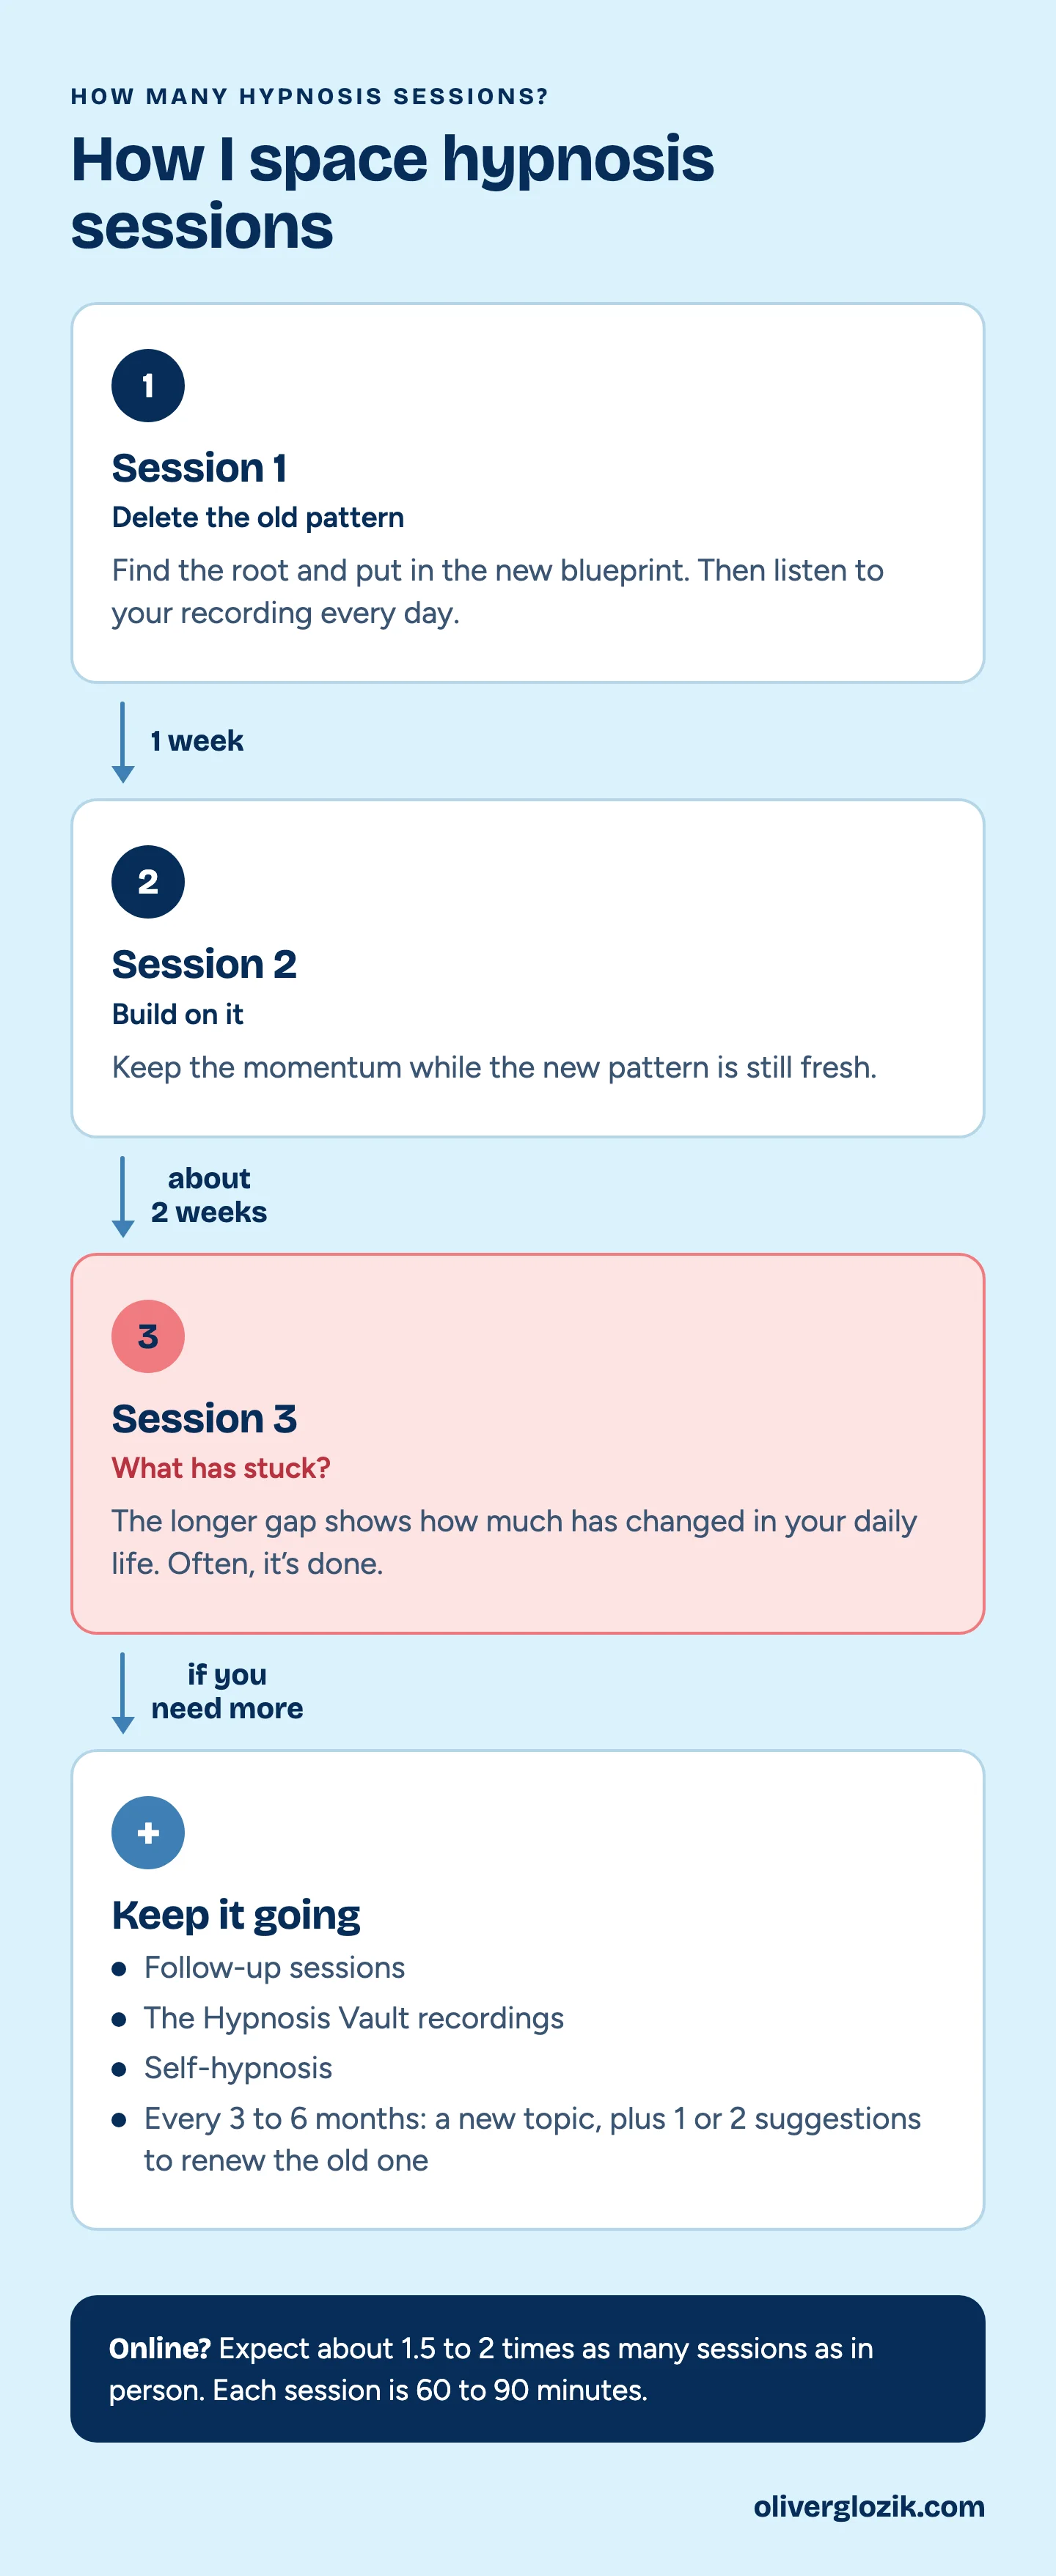 HOW MANY HYPNOSIS SESSIONS?
How I space hypnosis
sessions
1
Session 1
Delete the old pattern
Find the root and put in the new blueprint. Then listen to
your recording every day.
1 week
2
Session 2
Build on it
Keep the momentum while the new pattern is still fresh.
about
2 weeks
3
Session 3
What has stuck?
The longer gap shows how much has changed in your daily
life. Often, it’s done.
if you
need more
+
Keep it going
● Follow-up sessions
● The Hypnosis Vault recordings
● Self-hypnosis
● Every 3 to 6 months: a new topic, plus 1 or 2 suggestions
to renew the old one
Online? Expect about 1.5 to 2 times as many sessions as in
person. Each session is 60 to 90 minutes.
oliverglozik.com